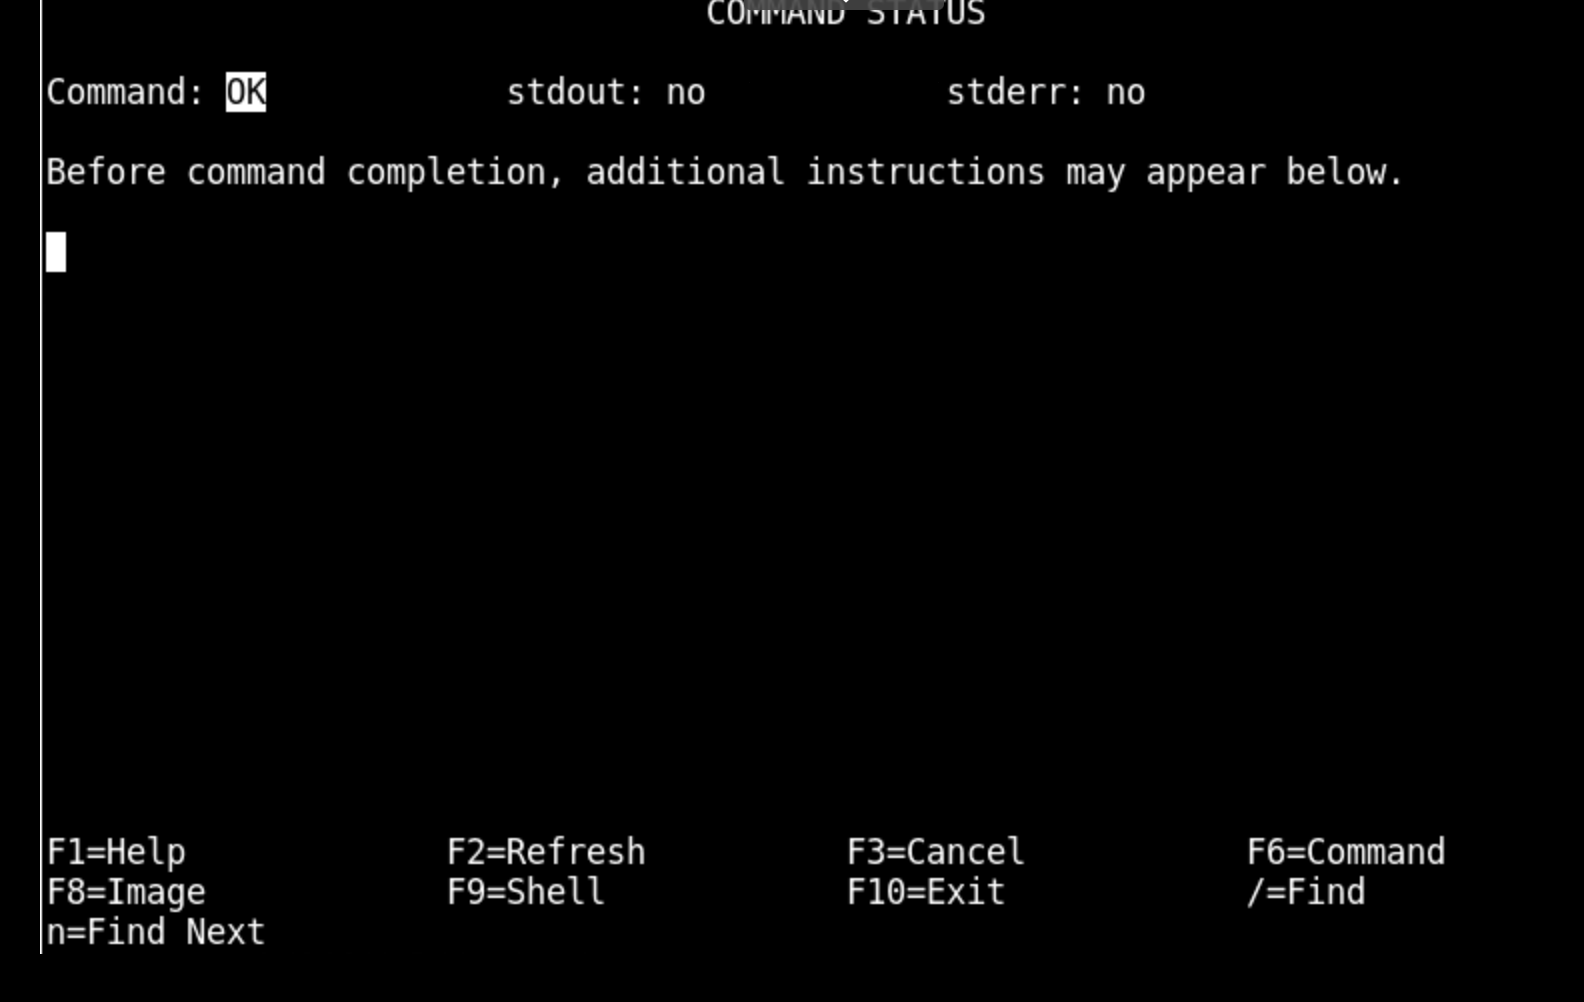 COMMAND STATUS
Command: OK stdout: no stderr: no
Before command completion, additional instructions may appear below.
F1=Help F2=Refresh F3=Cancel F6=Command
F8=Image F9=Shell F10=Exit /=Find
n=Find Next